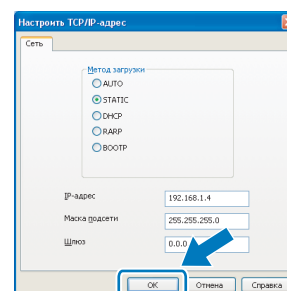 Настроить TCP/IP-адрес
Сеть
Метод загрузки
AUTO
STATIC
DHCP
RARP
BOOTP
IP-адрес
192.168.1.4
Маска подсети
255.255.255.0
Шлюз
0.0.0
OK
Отмена
Справка